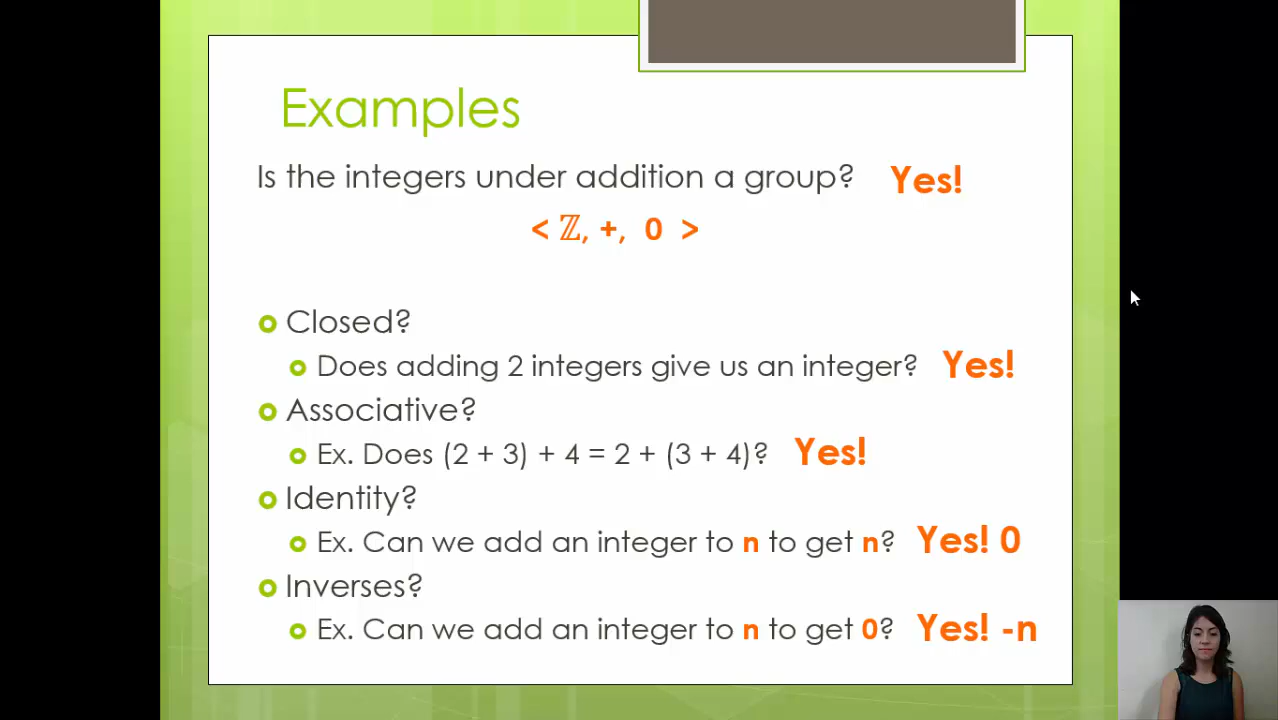 Examples
Is the integers under addition a group? Yes!
< ℤ, +, 0 >
Closed?
Does adding 2 integers give us an integer? Yes!
Associative?
Ex. Does (2 + 3) + 4 = 2 + (3 + 4)? Yes!
Identity?
Ex. Can we add an integer to n to get n? Yes! 0
Inverses?
Ex. Can we add an integer to n to get 0? Yes! -n